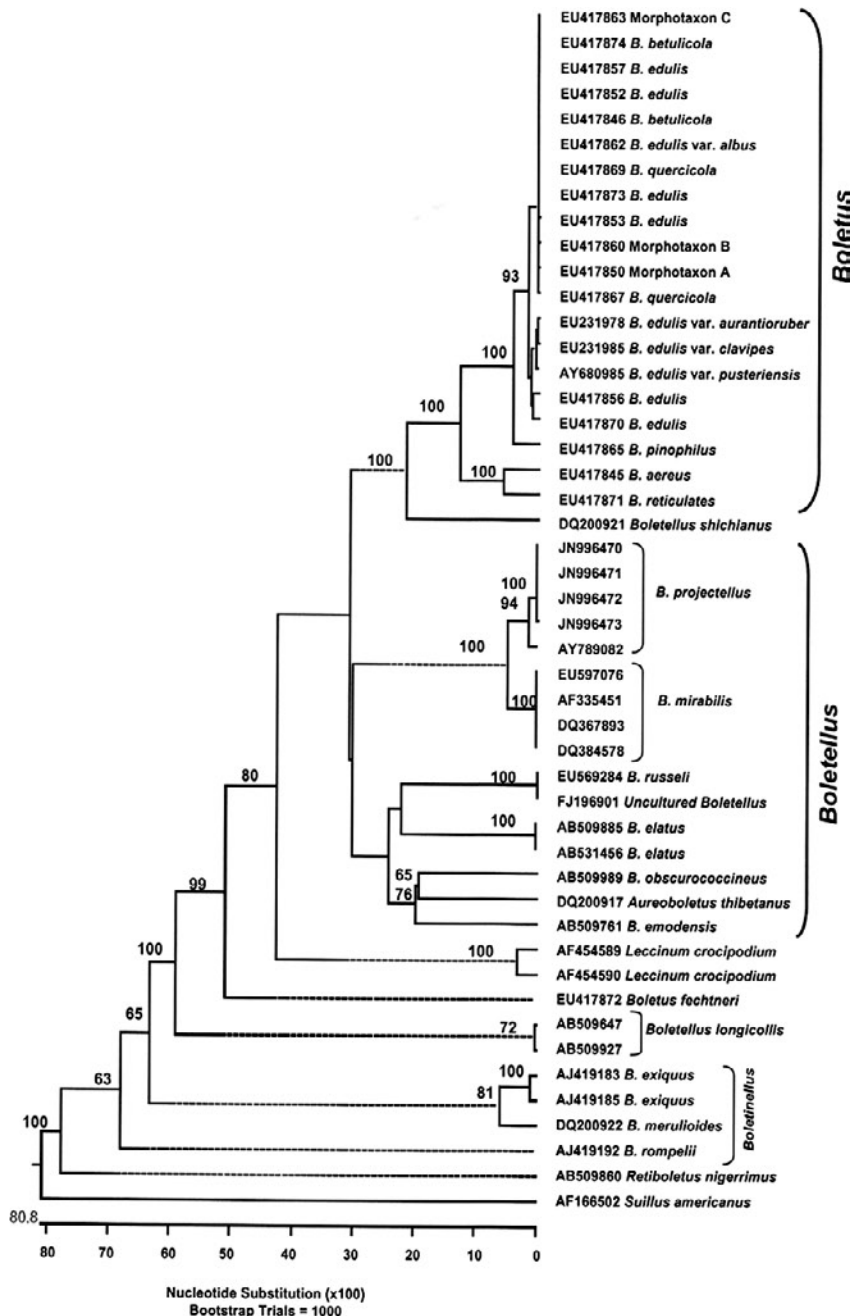 EU417863 Morphotaxon C
EU417874 B. betulicola
EU417857 B. edulis
EU417852 B. edulis
EU417846 B. betulicola
EU417862 B. edulis var. albus
EU417869 B. quercicola
EU417873 B. edulis
EU417853 B. edulis
EU417860 Morphotaxon B
EU417850 Morphotaxon A
EU417867 B. quercicola
EU231978 B. edulis var. aurantioruber
EU231985 B. edulis var. clavipes
AY680985 B. edulis var. pusteriensis
EU417856 B. edulis
EU417870 B. edulis
EU417865 B. pinophilus
EU417845 B. aereus
EU417871 B. reticulates
Boletus
93
100
100
100
100
DQ200921 Boletellus shichianus
JN996470
JN996471
JN996472
JN996473
AY789082
B. projectellus
100
94
100
EU597076
AF335451
DQ367893
DQ384578
B. mirabilis
100
EU569284 B. russeli
FJ196901 Uncultured Boletellus
AB509885 B. elatus
AB531456 B. elatus
AB509989 B. obscurococcineus
DQ200917 Aureoboletus thibetanus
AB509761 B. emodensis
Boletellus
100
100
65
76
80
AF454589 Leccinum crocipodium
AF454590 Leccinum crocipodium
100
99
EU417872 Boletus fechtneri
100
AB509647
AB509927
Boletellus longicollis
72
65
AJ419183 B. exiquus
AJ419185 B. exiquus
DQ200922 B. merulioides
AJ419192 B. rompelii
Boletinellus
100
81
63
AB509860 Retiboletus nigerrimus
100
AF166502 Suillus americanus
80.8
80 70 60 50 40 30 20 10 0
Nucleotide Substitution (x100)
Bootstrap Trials = 1000